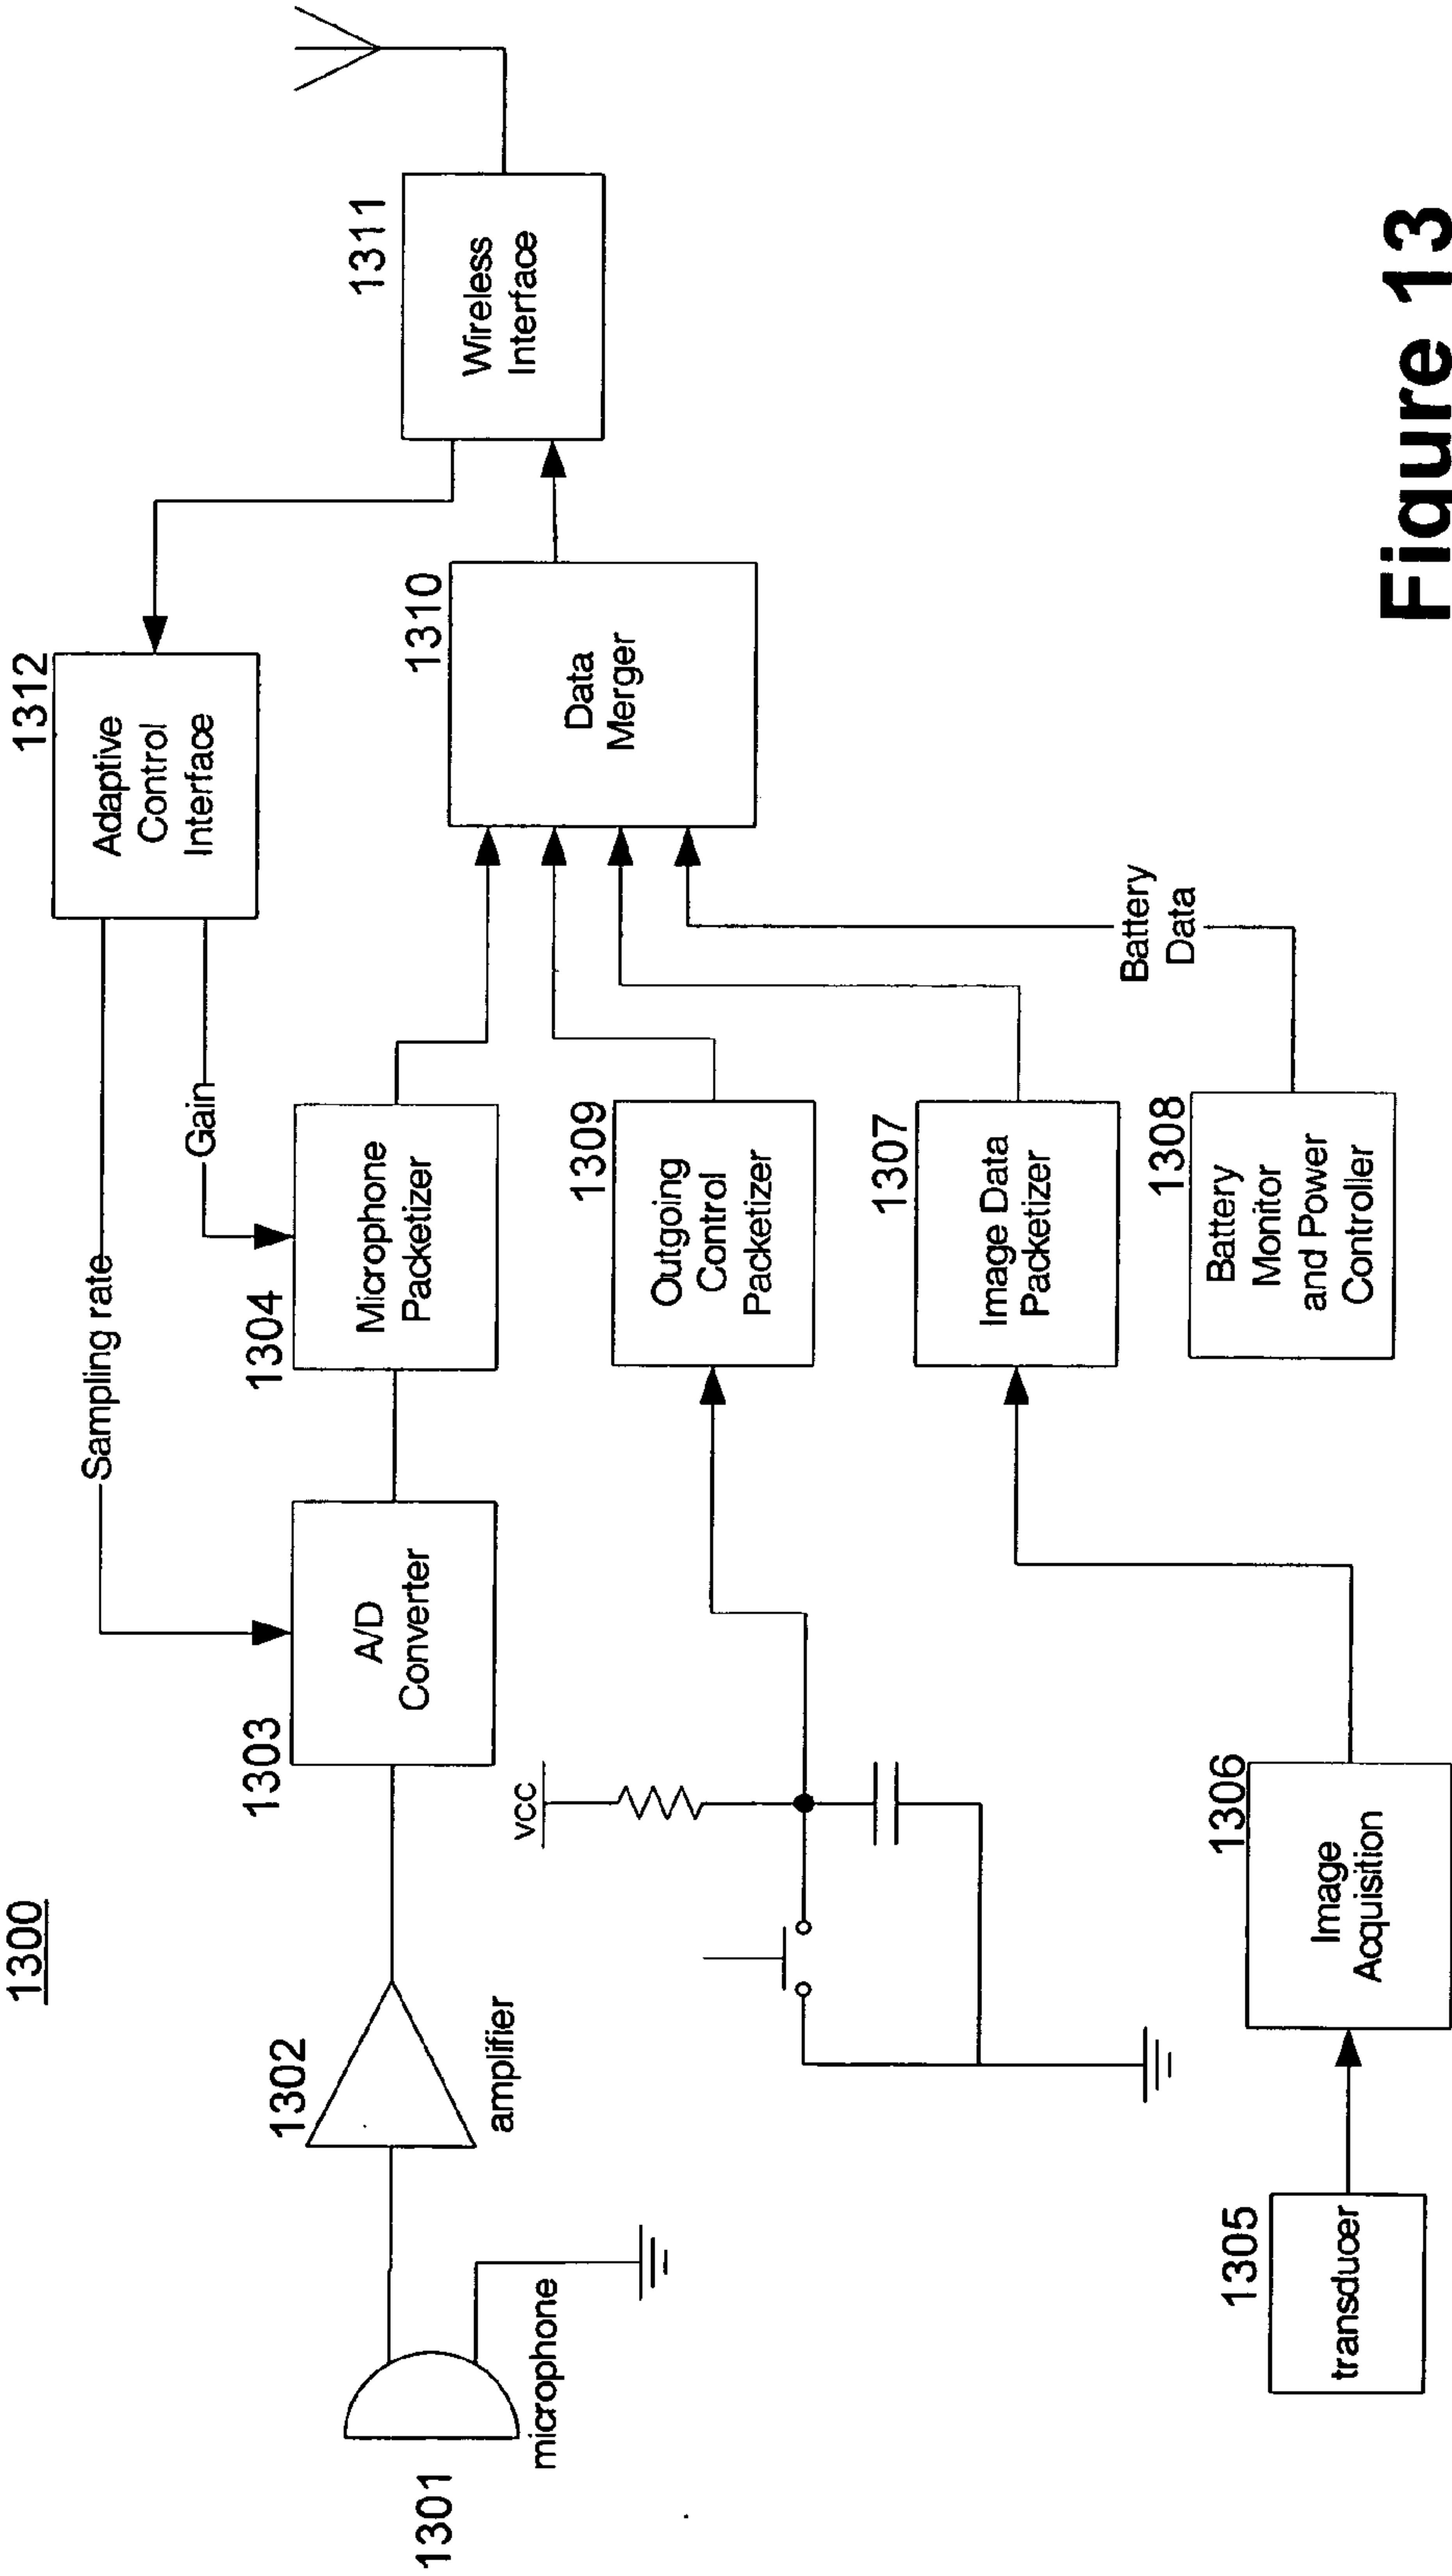 1300
1312
Adaptive
Control
Interface
Sampling rate
Gain
1311
Wireless
Interface
1301
microphone
1302
amplifier
1303
A/D
Converter
1304
Microphone
Packetizer
1310
Data
Merger
vcc
1309
Outgoing
Control
Packetizer
1307
Image Data
Packetizer
Battery
Data
1305
transducer
1306
Image
Acquisition
1308
Battery
Monitor
and Power
Controller
Figure 13